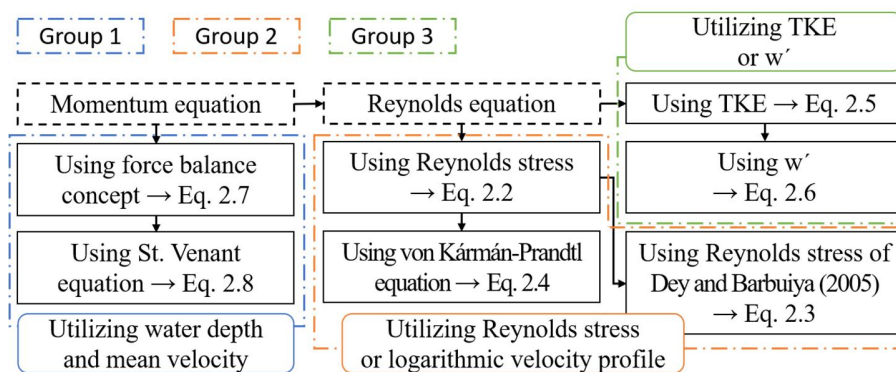 Group 1
Group 2
Group 3
Utilizing TKE
or w′
Momentum equation
Reynolds equation
Using TKE → Eq. 2.5
Using force balance
concept → Eq. 2.7
Using Reynolds stress
→ Eq. 2.2
Using w′
→ Eq. 2.6
Using St. Venant
equation → Eq. 2.8
Using von Kármán-Prandtl
equation → Eq. 2.4
Using Reynolds stress of
Dey and Barbuiya (2005)
→ Eq. 2.3
Utilizing water depth
and mean velocity
Utilizing Reynolds stress
or logarithmic velocity profile